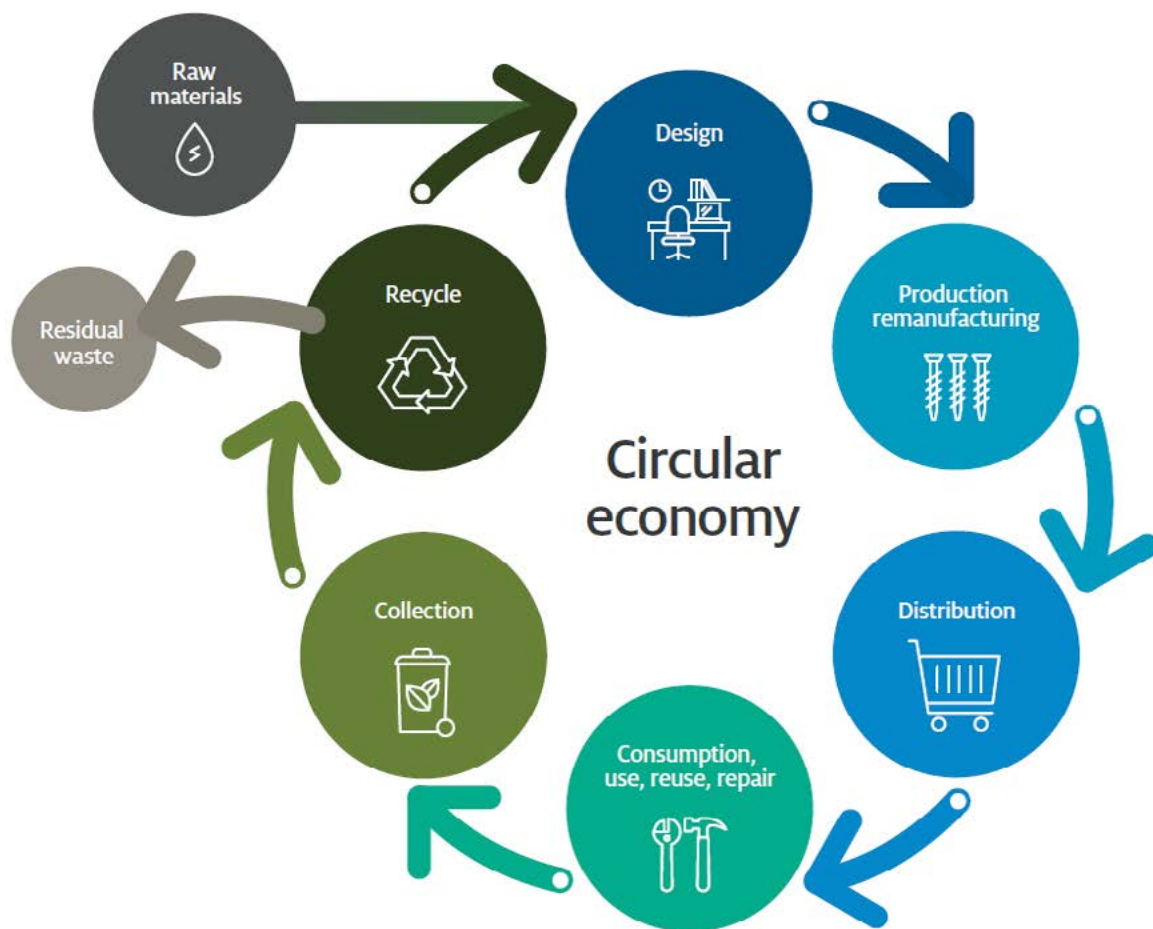 Raw
materials
Design
Production
remanufacturing
Distribution
Consumption,
use, reuse, repair
Collection
Recycle
Residual
waste
Circular
economy